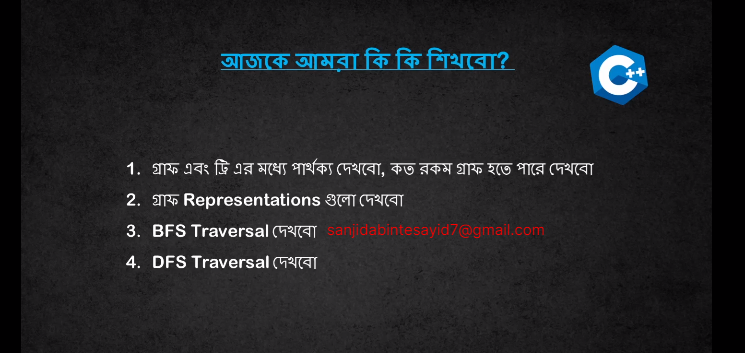 আজকে আমরা কি কি শিখবো?
C++
1. গ্রাফ এবং ট্রি এর মধ্যে পার্থক্য দেখবো, কত রকম গ্রাফ হতে পারে দেখবো
2. গ্রাফ Representations গুলো দেখবো
3. BFS Traversal দেখবো sanjidabintesayid7@gmail.com
4. DFS Traversal দেখবো